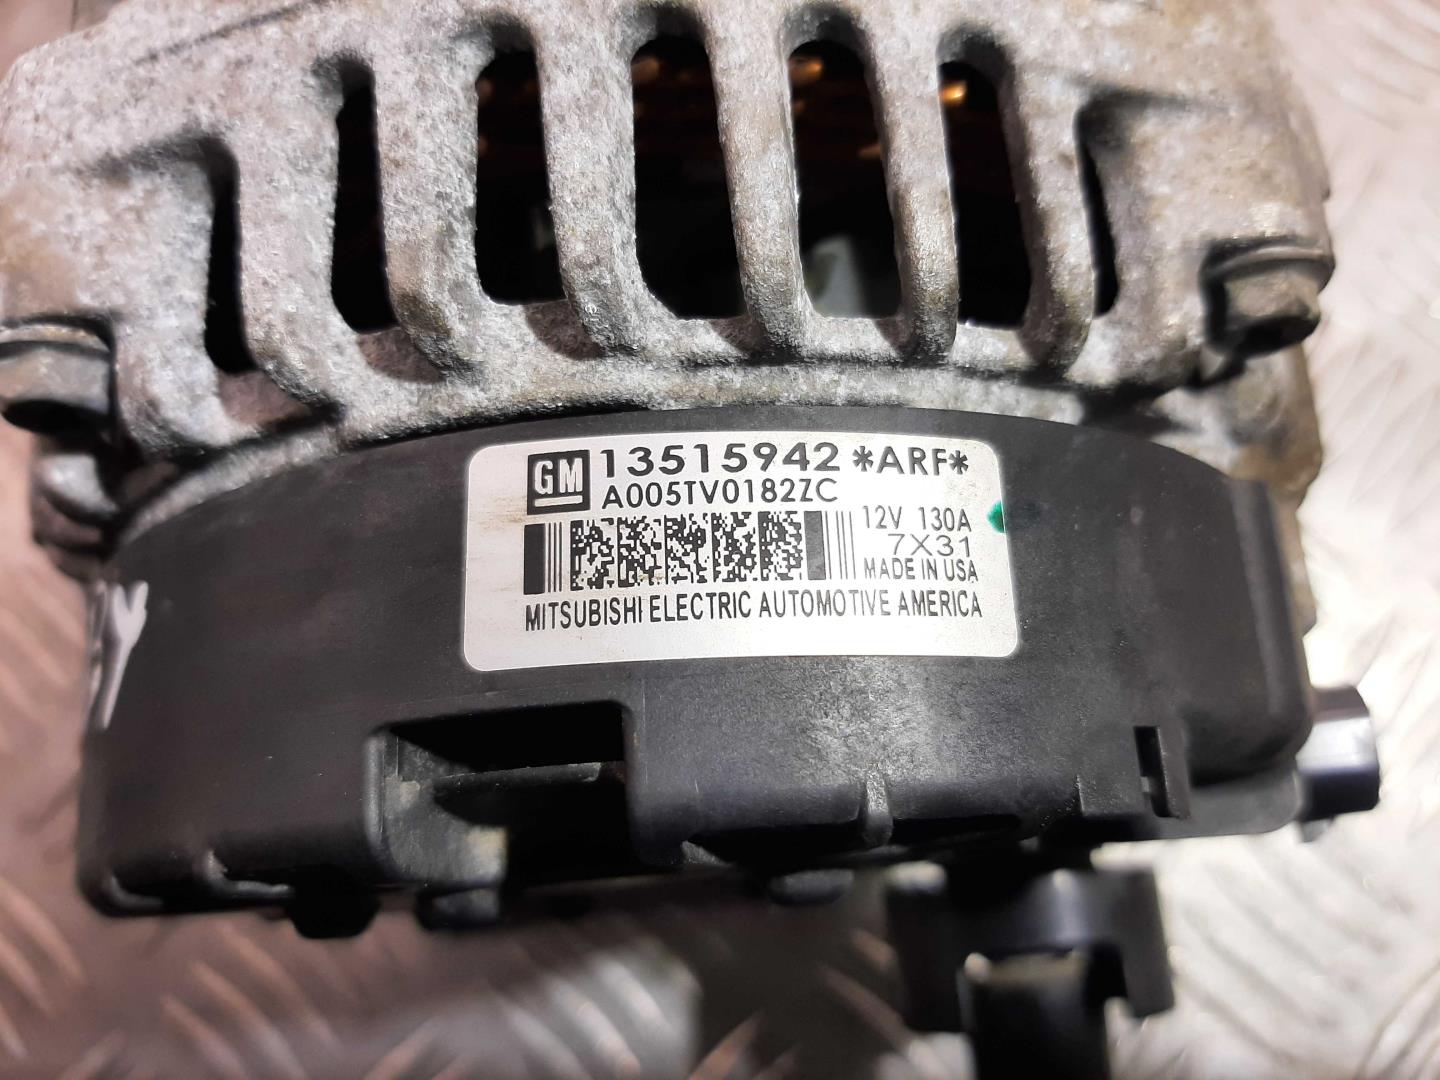 GM 13515942 *ARF*
A005TV0182ZC
12V 130A
7X31
MADE IN USA
MITSUBISHI ELECTRIC AUTOMOTIVE AMERICA